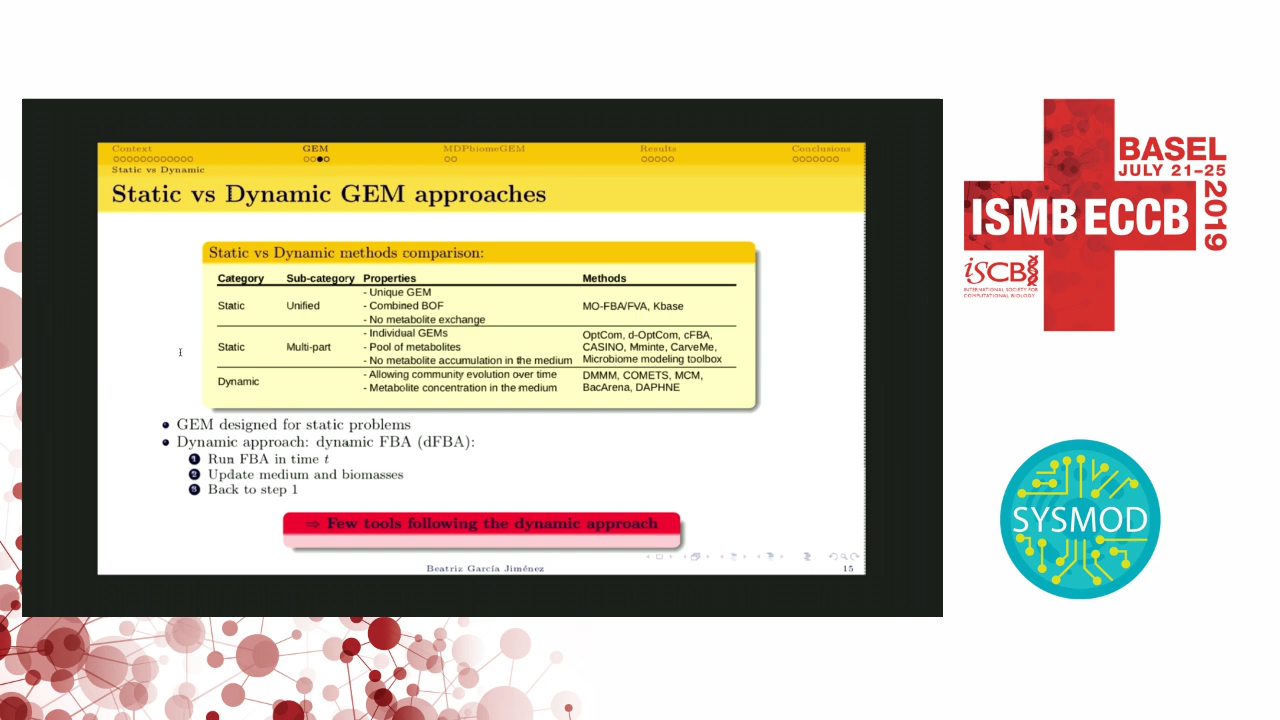 Context GEM MDPbiomeGEM Results Conclusions
Static vs Dynamic
Static vs Dynamic GEM approaches
Static vs Dynamic methods comparison:
Category Sub-category Properties Methods
- Unique GEM
Static Unified - Combined BOF MO-FBA/FVA, Kbase
- No metabolite exchange
- Individual GEMs OptCom, d-OptCom, cFBA,
Static Multi-part - Pool of metabolites CASINO, Mminte, CarveMe,
- No metabolite accumulation in the medium Microbiome modeling toolbox
- Allowing community evolution over time DMMM, COMETS, MCM,
Dynamic
- Metabolite concentration in the medium BacArena, DAPHNE
• GEM designed for static problems
• Dynamic approach: dynamic FBA (dFBA):
1 Run FBA in time t
2 Update medium and biomasses
3 Back to step 1
⇒ Few tools following the dynamic approach
Beatriz García Jiménez 15
BASEL
JULY 21–25
2019
ISMB ECCB
ISCB
INTERNATIONAL SOCIETY FOR
COMPUTATIONAL BIOLOGY
SYSMOD